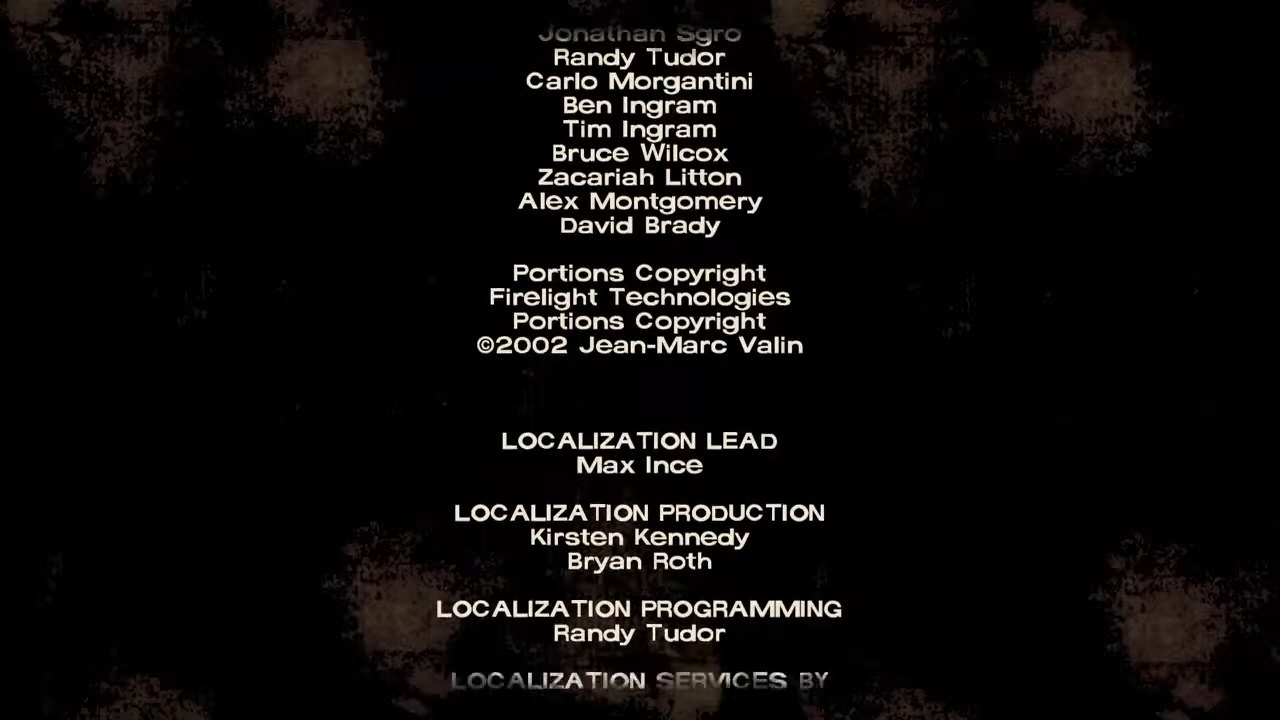 Jonathan Sgro
Randy Tudor
Carlo Morgantini
Ben Ingram
Tim Ingram
Bruce Wilcox
Zacariah Litton
Alex Montgomery
David Brady
Portions Copyright
Firelight Technologies
Portions Copyright
©2002 Jean-Marc Valin
LOCALIZATION LEAD
Max Ince
LOCALIZATION PRODUCTION
Kirsten Kennedy
Bryan Roth
LOCALIZATION PROGRAMMING
Randy Tudor
LOCALIZATION SERVICES BY